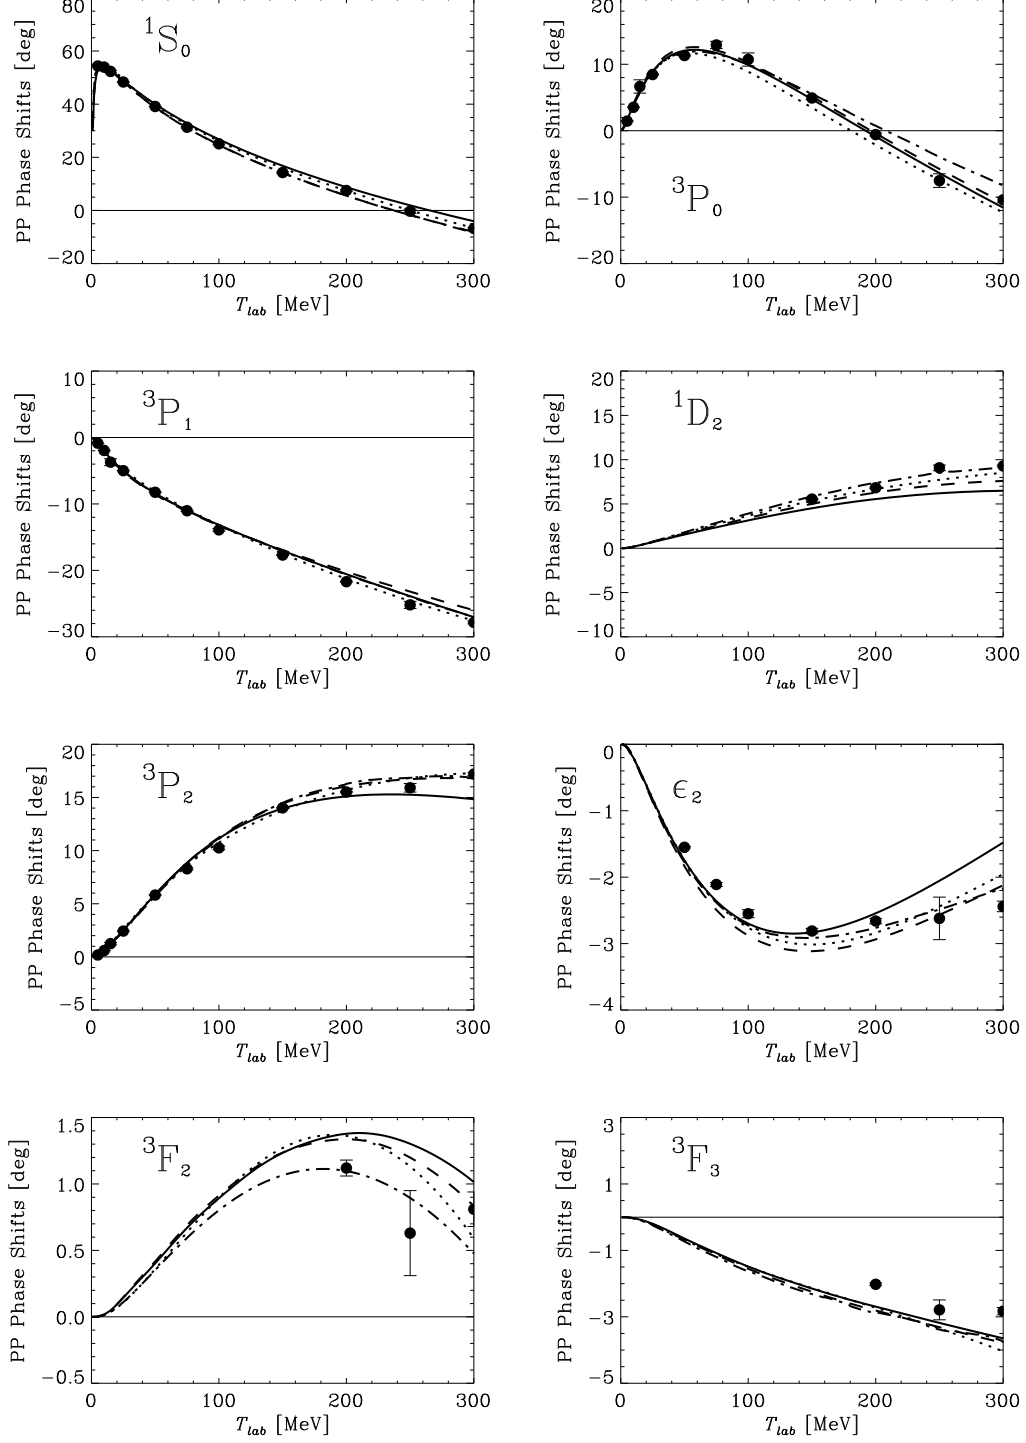 PP Phase Shifts [deg]
80
60
40
20
0
−20
¹S₀
0 100 200 300
T_lab [MeV]
PP Phase Shifts [deg]
20
10
0
−10
−20
³P₀
0 100 200 300
T_lab [MeV]
PP Phase Shifts [deg]
10
0
−10
−20
−30
³P₁
0 100 200 300
T_lab [MeV]
PP Phase Shifts [deg]
20
15
10
5
0
−5
−10
¹D₂
0 100 200 300
T_lab [MeV]
PP Phase Shifts [deg]
20
15
10
5
0
−5
³P₂
0 100 200 300
T_lab [MeV]
PP Phase Shifts [deg]
0
−1
−2
−3
−4
ϵ₂
0 100 200 300
T_lab [MeV]
PP Phase Shifts [deg]
1.5
1.0
0.5
0.0
−0.5
³F₂
0 100 200 300
T_lab [MeV]
PP Phase Shifts [deg]
3
1
−1
−3
−5
³F₃
0 100 200 300
T_lab [MeV]